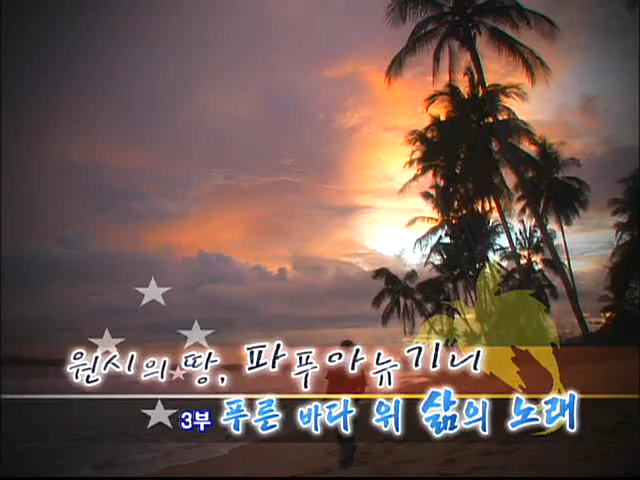 원시의 땅, 파푸아뉴기니
3부 푸른 바다 위 삶의 노래